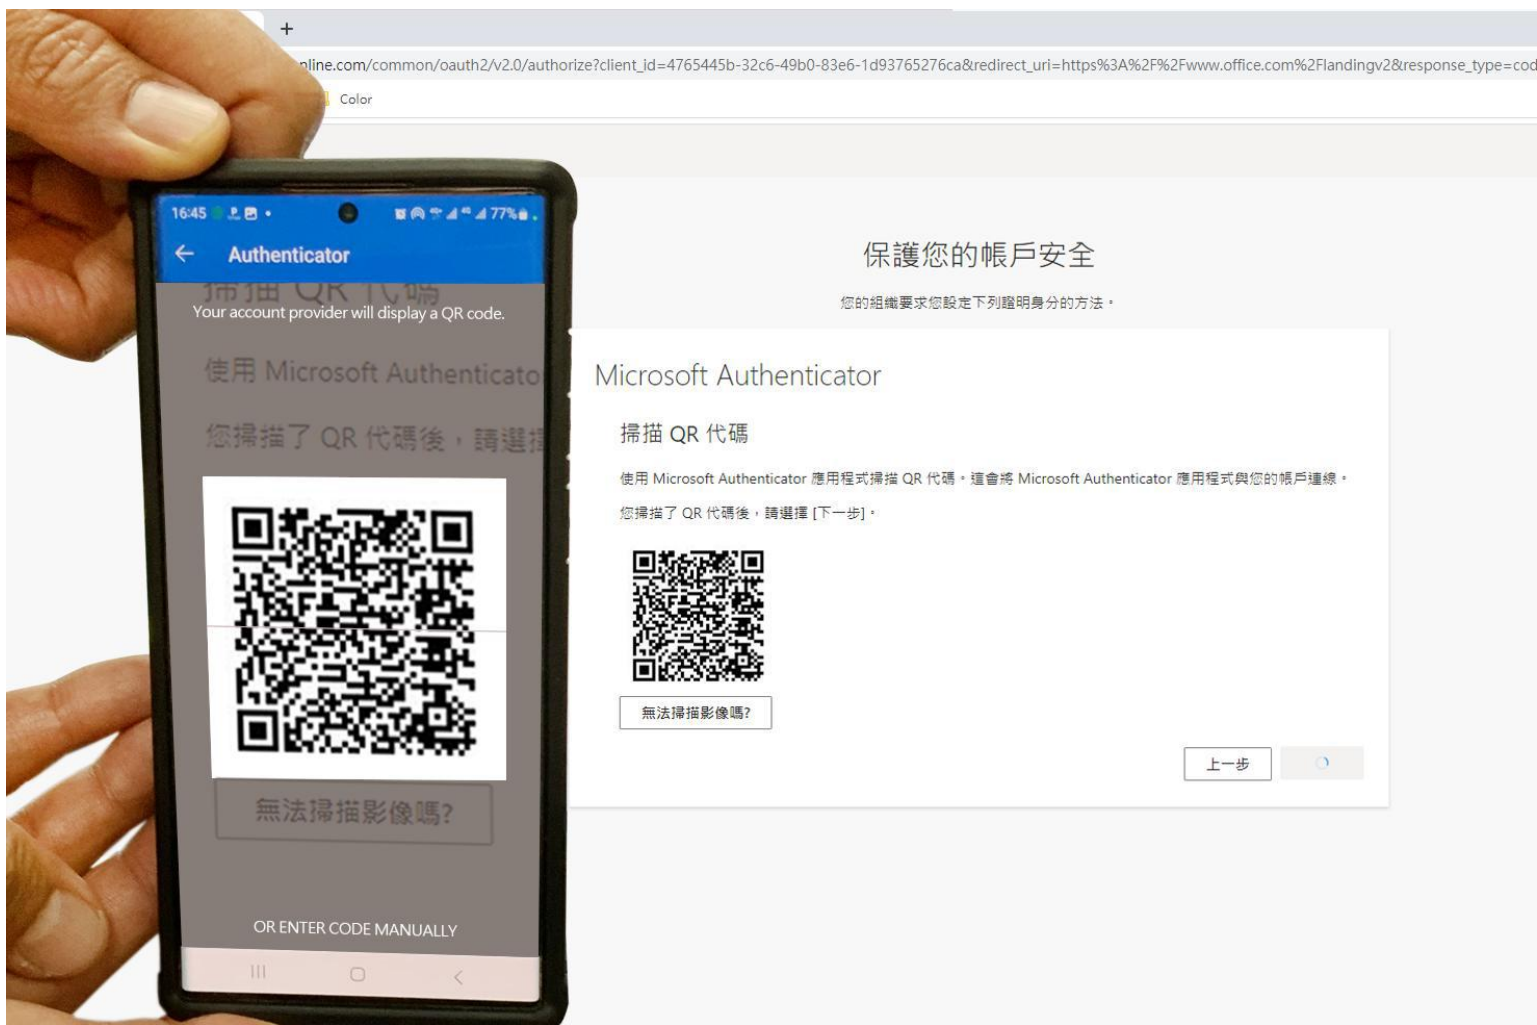 nline.com/common/oauth2/v2.0/authorize?client_id=4765445b-32c6-49b0-83e6-1d93765276ca&redirect_uri=https%3A%2F%2Fwww.office.com%2Flandingv2&response_type=cod
Color
16:45
77%
Authenticator
掃描 QR 代碼
Your account provider will display a QR code.
使用 Microsoft Authenticato
您掃描了 QR 代碼後，請選擇
無法掃描影像嗎?
OR ENTER CODE MANUALLY
保護您的帳戶安全
您的組織要求您設定下列證明身分的方法。
Microsoft Authenticator
掃描 QR 代碼
使用 Microsoft Authenticator 應用程式掃描 QR 代碼。這會將 Microsoft Authenticator 應用程式與您的帳戶連線。
您掃描了 QR 代碼後，請選擇 [下一步]。
無法掃描影像嗎?
上一步